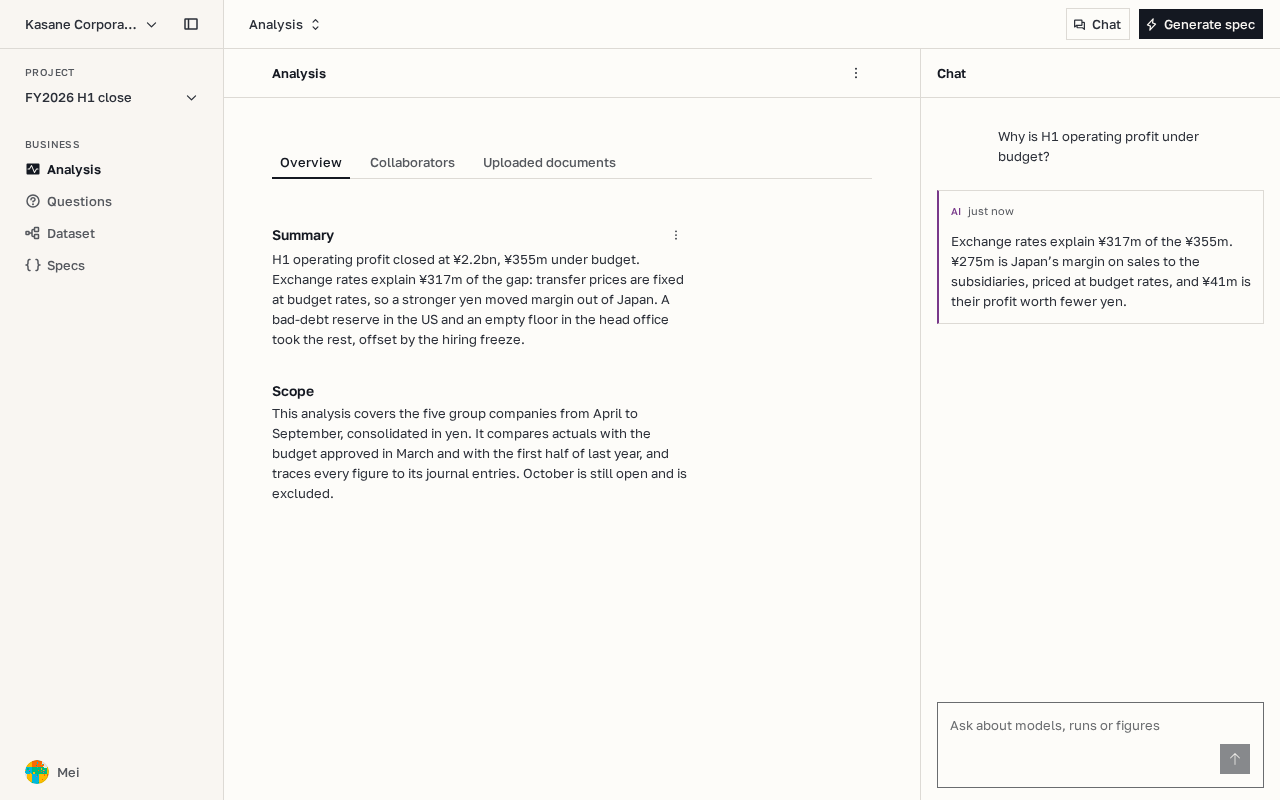 Kasane Corpora…
Analysis
Chat
Generate spec
PROJECT
FY2026 H1 close
BUSINESS
Analysis
Questions
Dataset
Specs
Mei
Analysis
Overview
Collaborators
Uploaded documents
Summary
H1 operating profit closed at ¥2.2bn, ¥355m under budget.
Exchange rates explain ¥317m of the gap: transfer prices are fixed
at budget rates, so a stronger yen moved margin out of Japan. A
bad-debt reserve in the US and an empty floor in the head office
took the rest, offset by the hiring freeze.
Scope
This analysis covers the five group companies from April to
September, consolidated in yen. It compares actuals with the
budget approved in March and with the first half of last year, and
traces every figure to its journal entries. October is still open and is
excluded.
Chat
Why is H1 operating profit under
budget?
AI just now
Exchange rates explain ¥317m of the ¥355m.
¥275m is Japan’s margin on sales to the
subsidiaries, priced at budget rates, and ¥41m is
their profit worth fewer yen.
Ask about models, runs or figures